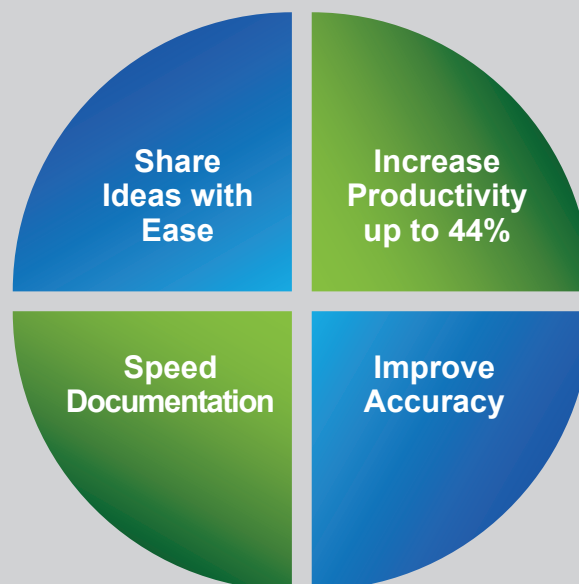 Share
Ideas with
Ease
Increase
Productivity
up to 44%
Speed
Documentation
Improve
Accuracy